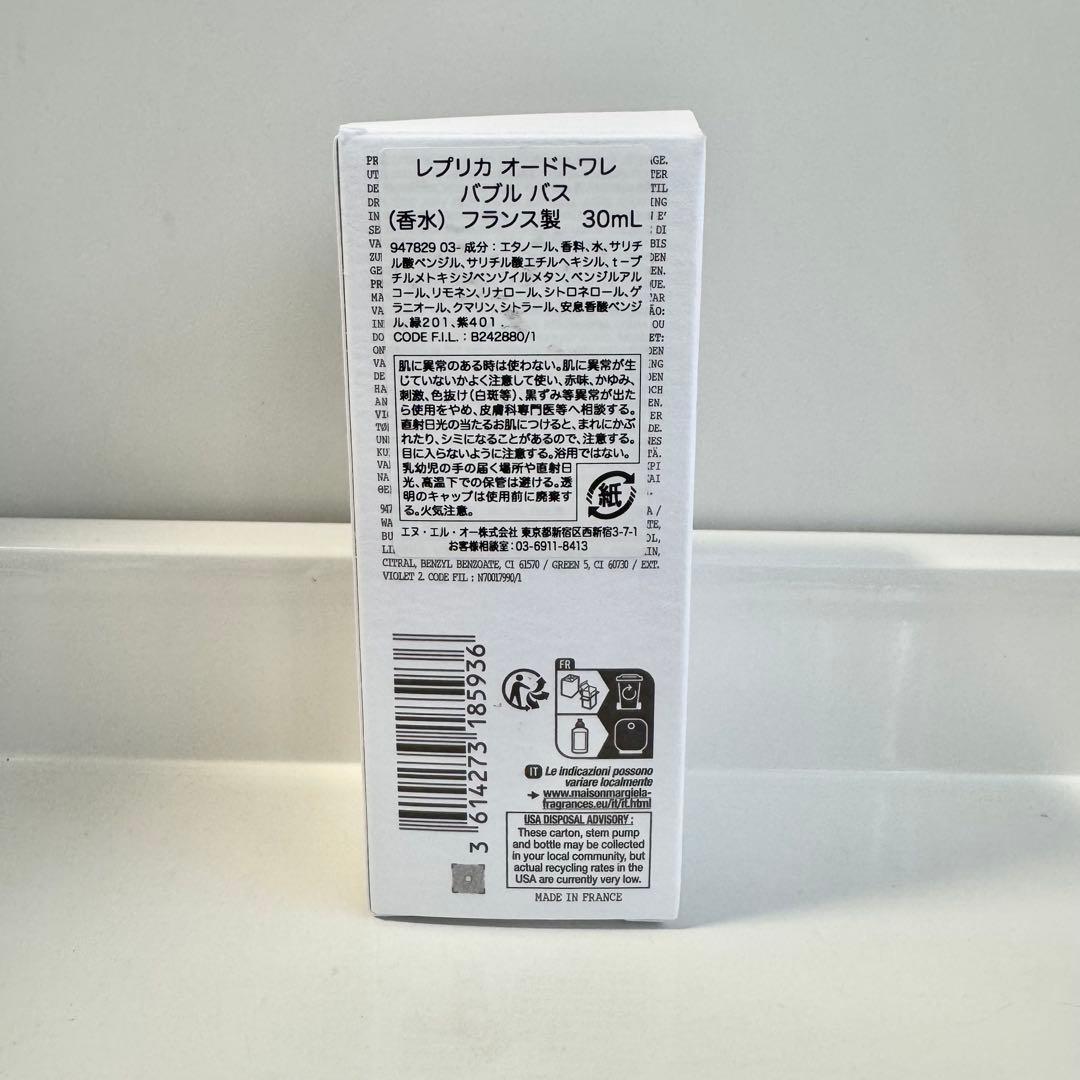 レプリカ オードトワレ
バブル バス
(香水) フランス製 30mL
947829 03- 成分：エタノール、香料、水、サリチ
ル酸ベンジル、サリチル酸エチルヘキシル、t－ブ
チルメトキシジベンゾイルメタン、ベンジルアル
コール、リモネン、リナロール、シトロネロール、ゲ
ラニオール、クマリン、シトラール、安息香酸ベンジ
ル、緑201、紫401 .
CODE F.I.L. : B242880/1
肌に異常のある時は使わない。肌に異常が生
じていないかよく注意して使い、赤味、かゆみ、
刺激、色抜け(白斑等)、黒ずみ等異常が出た
ら使用をやめ、皮膚科専門医等へ相談する。
直射日光の当たるお肌につけると、まれにかぶ
れたり、シミになることがあるので、注意する。
目に入らないように注意する。浴用ではない。
乳幼児の手の届く場所や直射日
光、高温下での保管は避ける。透
明のキャップは使用前に廃棄す
る。火気注意。
紙
エヌ・エル・オー株式会社 東京都新宿区西新宿3-7-1
お客様相談室：03-6911-8413
CITRAL, BENZYL BENZOATE, CI 61570 / GREEN 5, CI 60730 / EXT.
VIOLET 2. CODE FIL : N70017990/1
3 614273 185936
FR
IT Le indicazioni possono
variare localmente
www.maisonmargiela-
fragrances.eu/it/it.html
USA DISPOSAL ADVISORY :
These carton, stem pump
and bottle may be collected
in your local community, but
actual recycling rates in the
USA are currently very low.
MADE IN FRANCE